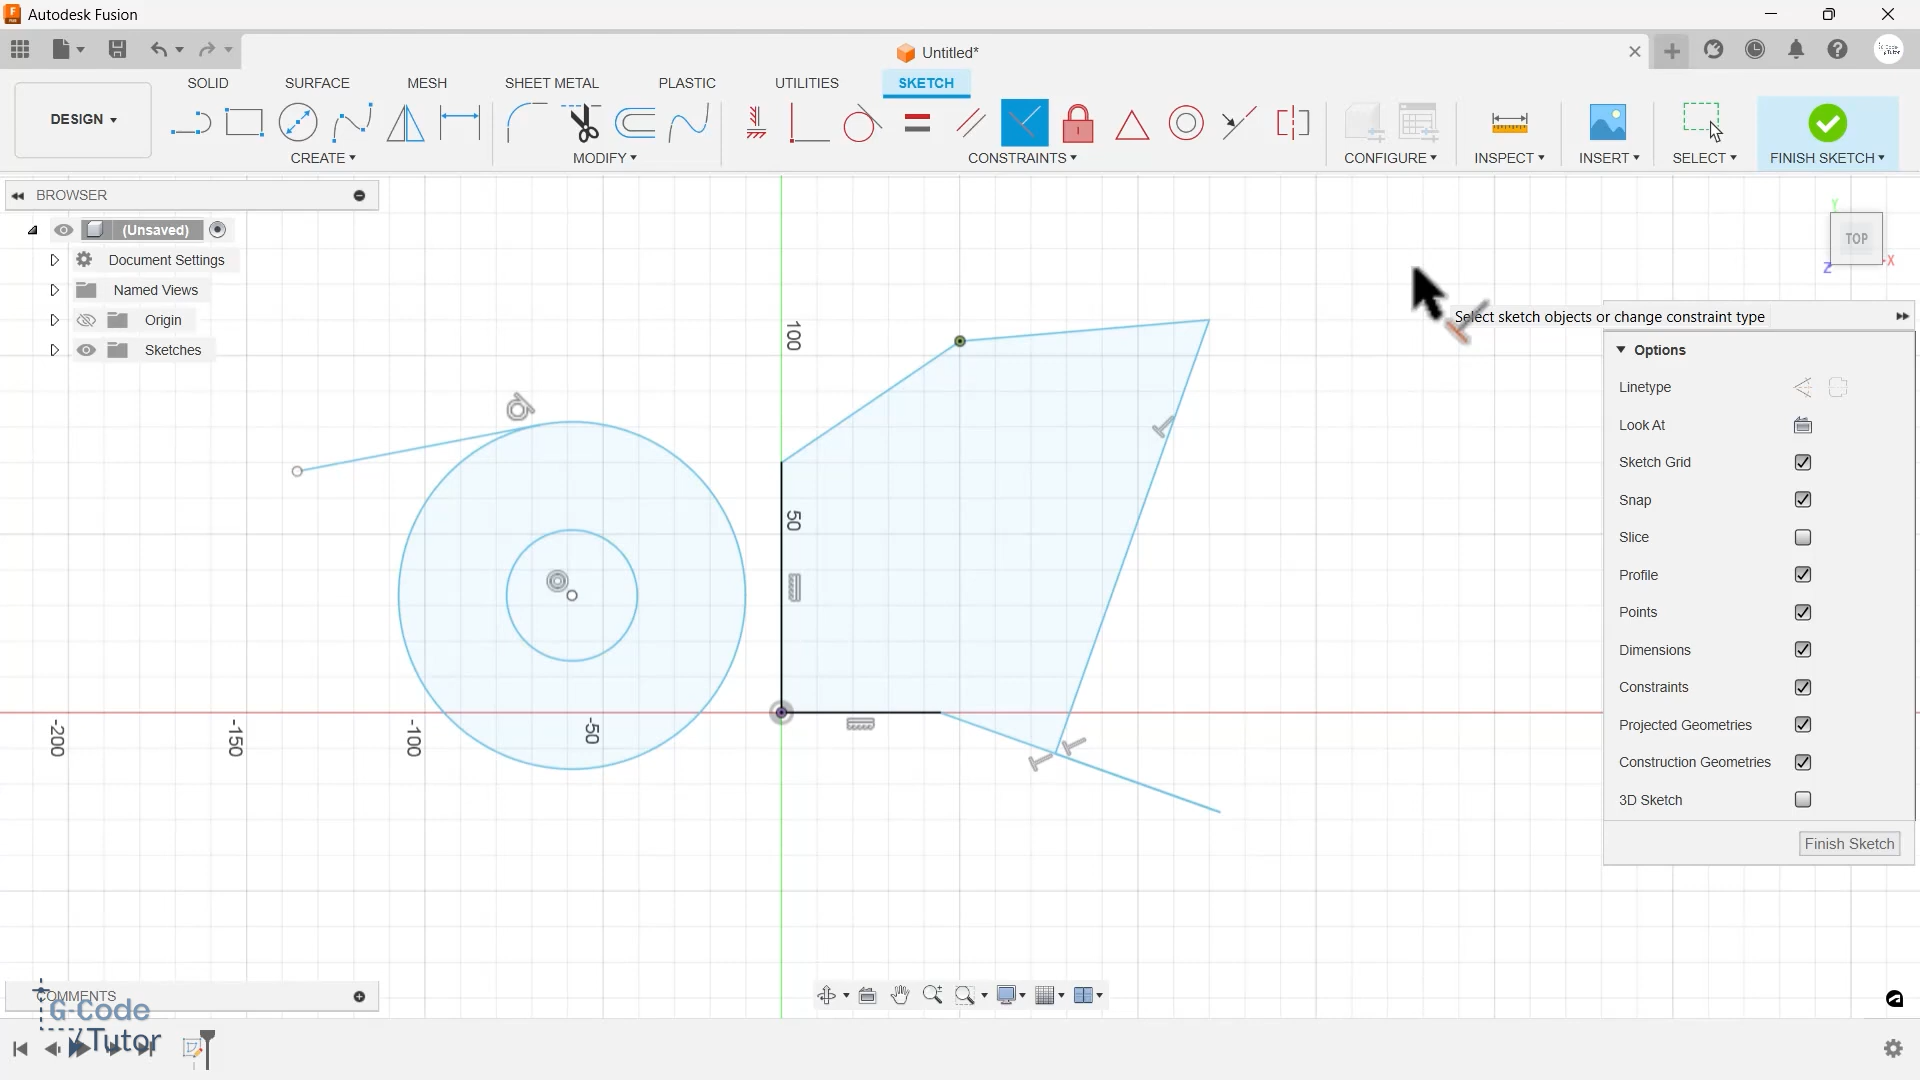 Autodesk Fusion
Untitled*
DESIGN
SOLID
SURFACE
MESH
SHEET METAL
PLASTIC
UTILITIES
SKETCH
CREATE
MODIFY
CONSTRAINTS
CONFIGURE
INSPECT
INSERT
SELECT
FINISH SKETCH
BROWSER
(Unsaved)
Document Settings
Named Views
Origin
Sketches
Y
TOP
Z
X
Select sketch objects or change constraint type
Options
Linetype
Look At
Sketch Grid
Snap
Slice
Profile
Points
Dimensions
Constraints
Projected Geometries
Construction Geometries
3D Sketch
Finish Sketch
100
50
-200
-150
-100
-50
COMMENTS
G-Code
Tutor